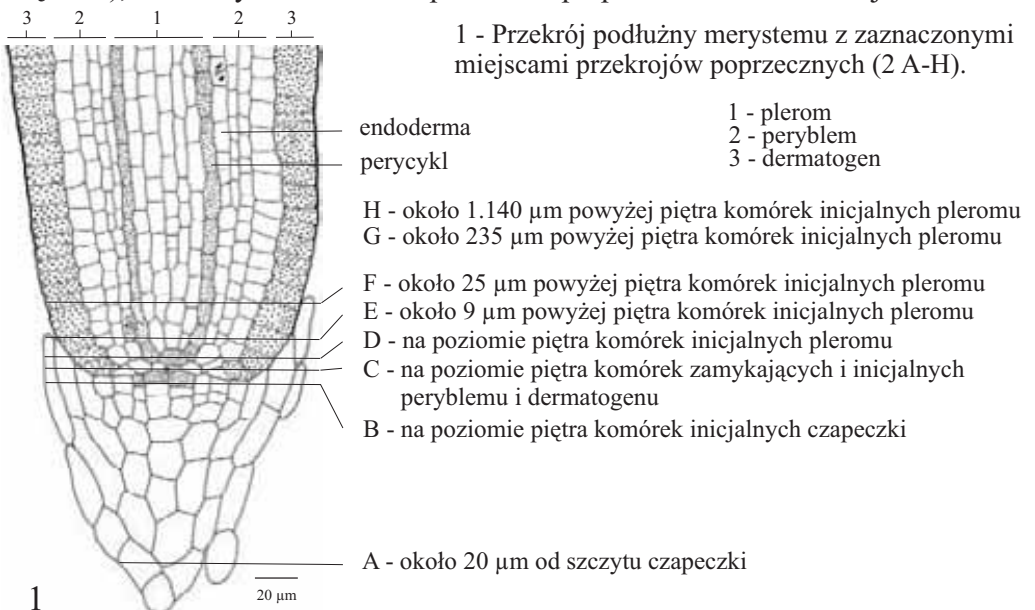 3 2 1 2 3
1 - Przekrój podłużny merystemu z zaznaczonymi
miejscami przekrojów poprzecznych (2 A-H).
endoderma
perycykl
1 - plerom
2 - peryblem
3 - dermatogen
H - około 1.140 µm powyżej piętra komórek inicjalnych pleromu
G - około 235 µm powyżej piętra komórek inicjalnych pleromu
F - około 25 µm powyżej piętra komórek inicjalnych pleromu
E - około 9 µm powyżej piętra komórek inicjalnych pleromu
D - na poziomie piętra komórek inicjalnych pleromu
C - na poziomie piętra komórek zamykających i inicjalnych
peryblemu i dermatogenu
B - na poziomie piętra komórek inicjalnych czapeczki
A - około 20 µm od szczytu czapeczki
20 µm
1